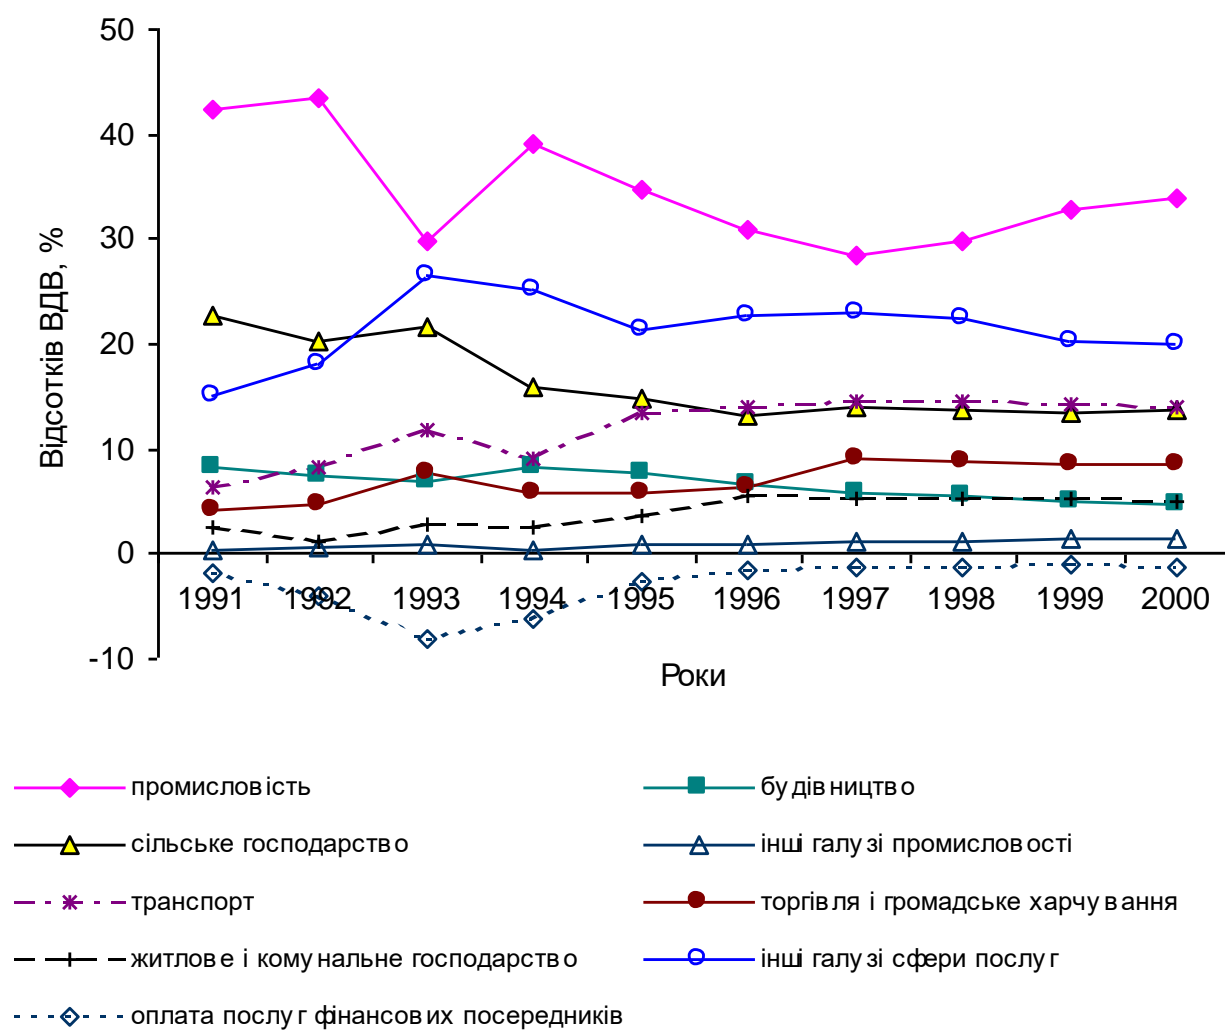 50
40
30
20
10
0
-10
Відсотків ВДВ, %
1991 1992 1993 1994 1995 1996 1997 1998 1999 2000
Роки
промисловість
будівництво
сільське господарство
інші галузі промисловості
транспорт
торгівля і громадське харчування
житлове і комунальне господарство
інші галузі сфери послуг
оплата послуг фінансових посередників